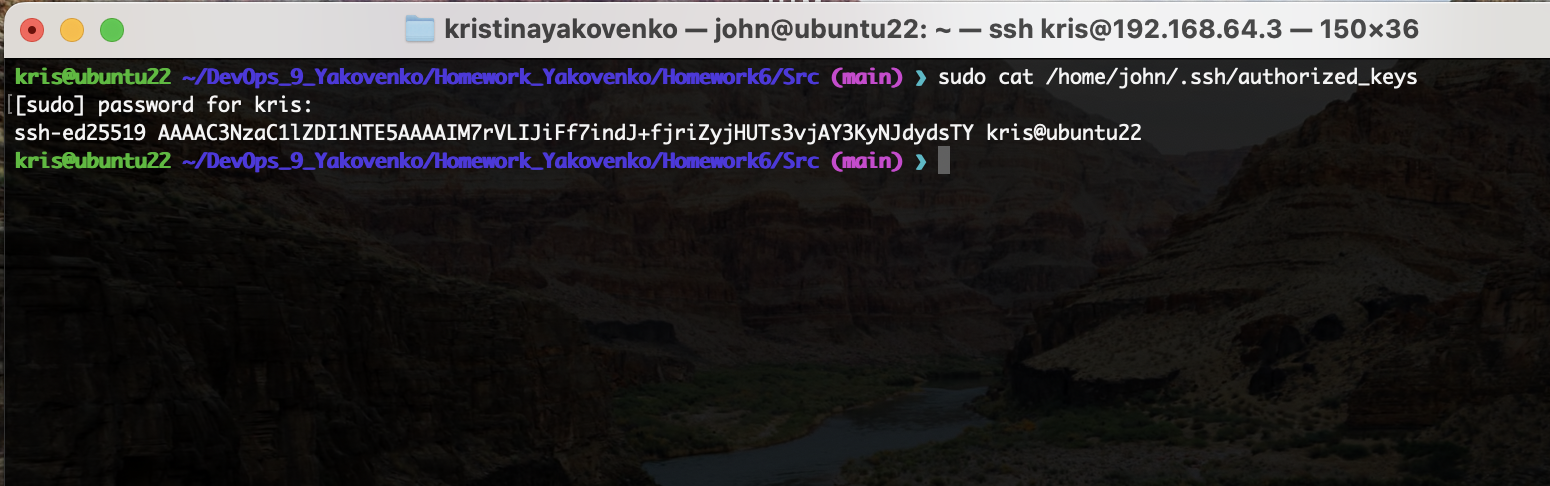 kristinayakovenko — john@ubuntu22: ~ — ssh kris@192.168.64.3 — 150×36
kris@ubuntu22 ~/DevOps_9_Yakovenko/Homework_Yakovenko/Homework6/Src (main) ❯ sudo cat /home/john/.ssh/authorized_keys
[[sudo] password for kris:
ssh-ed25519 AAAAC3NzaC1lZDI1NTE5AAAAIM7rVLIJiFf7indJ+fjriZyjHUTs3vjAY3KyNJdydsTY kris@ubuntu22
kris@ubuntu22 ~/DevOps_9_Yakovenko/Homework_Yakovenko/Homework6/Src (main) ❯